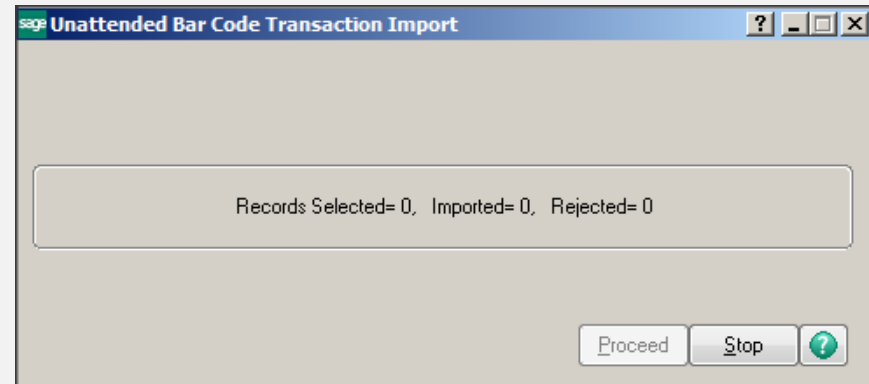 sage Unattended Bar Code Transaction Import ?
Records Selected= 0, Imported= 0, Rejected= 0
Proceed Stop ?